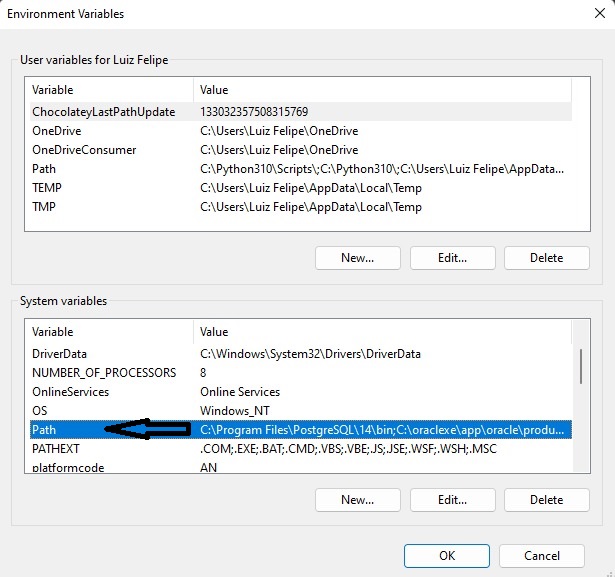 Environment Variables
User variables for Luiz Felipe
Variable Value
ChocolateyLastPathUpdate 133032357508315769
OneDrive C:\Users\Luiz Felipe\OneDrive
OneDriveConsumer C:\Users\Luiz Felipe\OneDrive
Path C:\Python310\Scripts\;C:\Python310\;C:\Users\Luiz Felipe\AppData...
TEMP C:\Users\Luiz Felipe\AppData\Local\Temp
TMP C:\Users\Luiz Felipe\AppData\Local\Temp
New... Edit... Delete
System variables
Variable Value
DriverData C:\Windows\System32\Drivers\DriverData
NUMBER_OF_PROCESSORS 8
OnlineServices Online Services
OS Windows_NT
Path C:\Program Files\PostgreSQL\14\bin;C:\oraclexe\app\oracle\produ...
PATHEXT .COM;.EXE;.BAT;.CMD;.VBS;.VBE;.JS;.JSE;.WSF;.WSH;.MSC
platformcode AN
New... Edit... Delete
OK Cancel